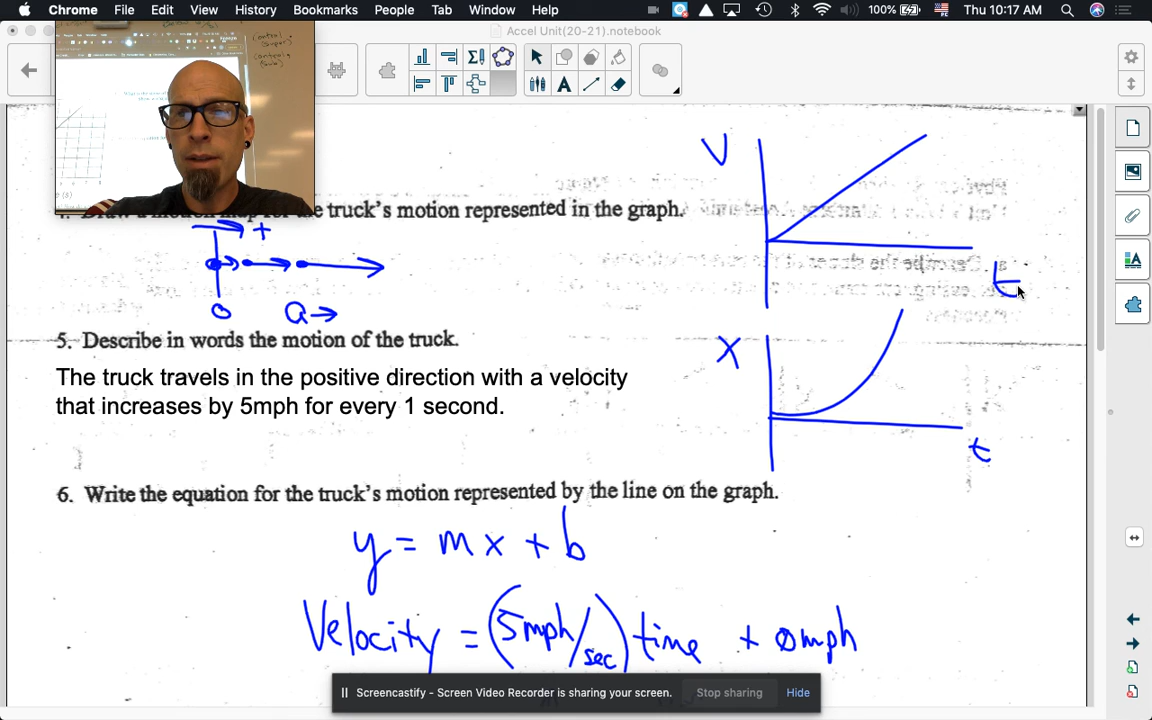 Chrome File Edit View History Bookmarks People Tab Window Help 100% Thu 10:17 AM
Accel Unit(20-21).notebook
V
the truck's motion represented in the graph.
+
t
0 a
5. Describe in words the motion of the truck.
X
The truck travels in the positive direction with a velocity
that increases by 5mph for every 1 second.
t
6. Write the equation for the truck's motion represented by the line on the graph.
y = mx + b
Velocity = (5mph/sec) time + 0mph
Screencastify - Screen Video Recorder is sharing your screen. Stop sharing Hide